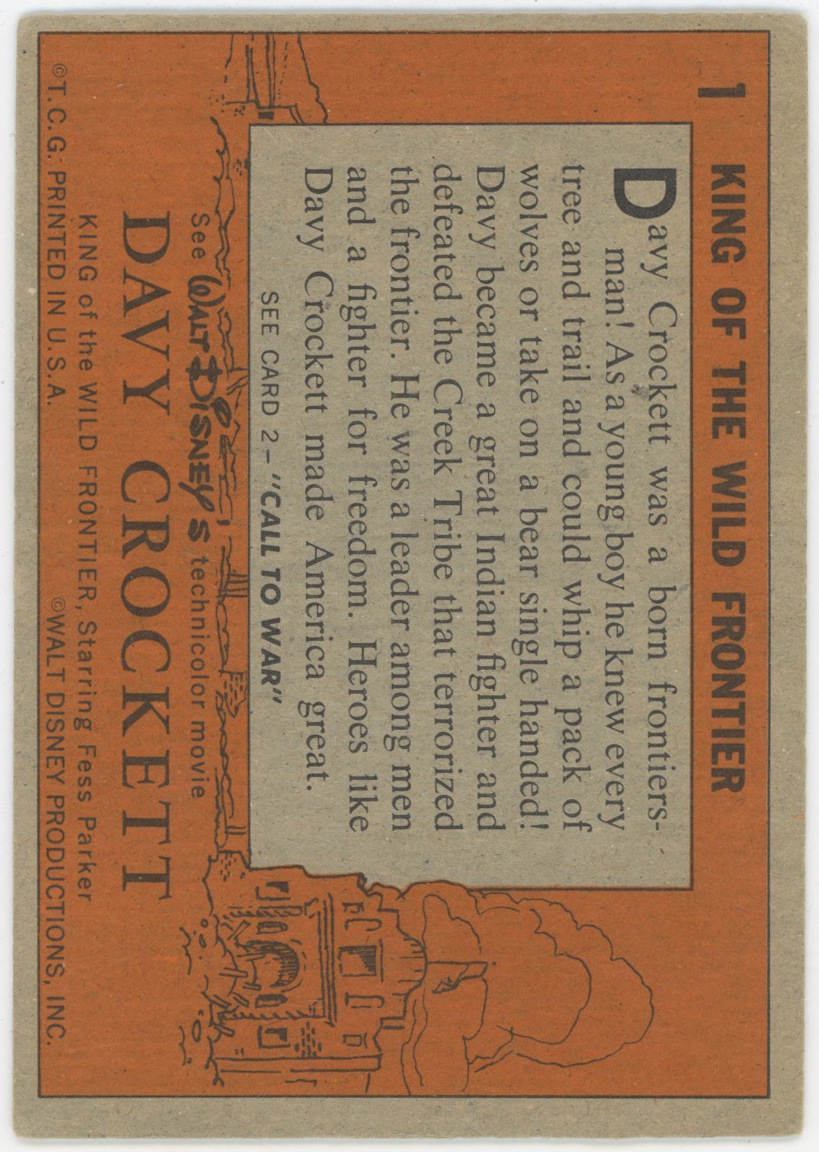 1 KING OF THE WILD FRONTIER
Davy Crockett was a born frontiers-
man! As a young boy he knew every
tree and trail and could whip a pack of
wolves or take on a bear single handed!
Davy became a great Indian fighter and
defeated the Creek Tribe that terrorized
the frontier. He was a leader among men
and a fighter for freedom. Heroes like
Davy Crockett made America great.
SEE CARD 2–"CALL TO WAR"
See WALT DISNEY'S technicolor movie
DAVY CROCKETT
KING of the WILD FRONTIER, Starring Fess Parker
©T.C.G. PRINTED IN U.S.A. ©WALT DISNEY PRODUCTIONS, INC.